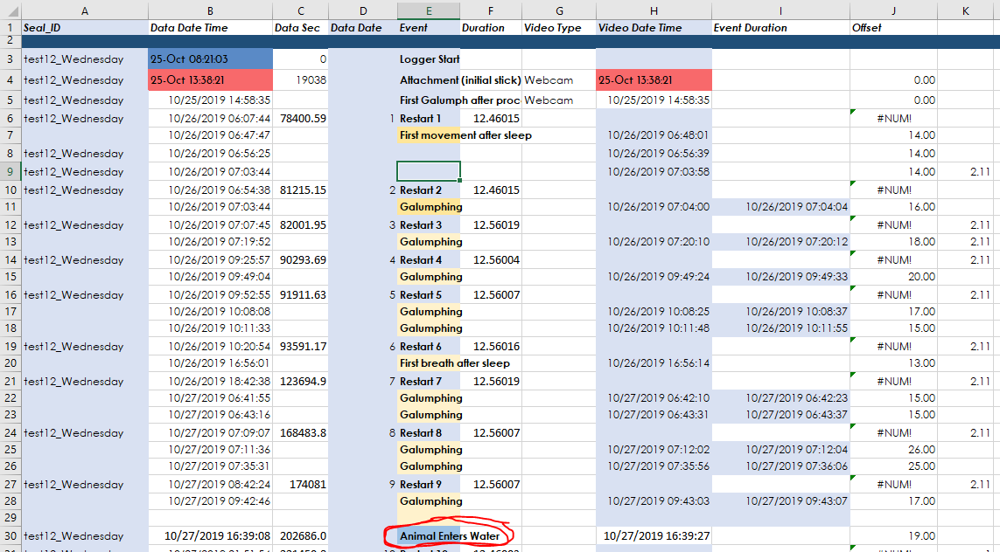 A B C D E F G H I J K
1 Seal_ID Data Date Time Data Sec Data Date Event Duration Video Type Video Date Time Event Duration Offset
2
3 test12_Wednesday 25-Oct 08:21:03 0 Logger Start
4 test12_Wednesday 25-Oct 13:38:21 19038 Attachment (initial stick) Webcam 25-Oct 13:38:21 0.00
5 test12_Wednesday 10/25/2019 14:58:35 First Galumph after proc Webcam 10/25/2019 14:58:35 0.00
6 test12_Wednesday 10/26/2019 06:07:44 78400.59 1 Restart 1 12.46015 #NUM!
7 10/26/2019 06:47:47 First movement after sleep 10/26/2019 06:48:01 14.00
8 test12_Wednesday 10/26/2019 06:56:25 10/26/2019 06:56:39 14.00
9 test12_Wednesday 10/26/2019 07:03:44 10/26/2019 07:03:58 14.00 2.11
10 test12_Wednesday 10/26/2019 06:54:38 81215.15 2 Restart 2 12.46015 #NUM!
11 10/26/2019 07:03:44 Galumphing 10/26/2019 07:04:00 10/26/2019 07:04:04 16.00
12 test12_Wednesday 10/26/2019 07:07:45 82001.95 3 Restart 3 12.56019 #NUM! 2.11
13 10/26/2019 07:19:52 Galumphing 10/26/2019 07:20:10 10/26/2019 07:20:12 18.00 2.11
14 test12_Wednesday 10/26/2019 09:25:57 90293.69 4 Restart 4 12.56004 #NUM! 2.11
15 10/26/2019 09:49:04 Galumphing 10/26/2019 09:49:24 10/26/2019 09:49:33 20.00
16 test12_Wednesday 10/26/2019 09:52:55 91911.63 5 Restart 5 12.56007 #NUM! 2.11
17 10/26/2019 10:08:08 Galumphing 10/26/2019 10:08:25 10/26/2019 10:08:37 17.00
18 10/26/2019 10:11:33 Galumphing 10/26/2019 10:11:48 10/26/2019 10:11:55 15.00
19 test12_Wednesday 10/26/2019 10:20:54 93591.17 6 Restart 6 12.56016 #NUM! 2.11
20 10/26/2019 16:56:01 First breath after sleep 10/26/2019 16:56:14 13.00
21 test12_Wednesday 10/26/2019 18:42:38 123694.9 7 Restart 7 12.56019 #NUM! 2.11
22 10/27/2019 06:41:55 Galumphing 10/27/2019 06:42:10 10/27/2019 06:42:23 15.00
23 10/27/2019 06:43:16 Galumphing 10/27/2019 06:43:31 10/27/2019 06:43:37 15.00
24 test12_Wednesday 10/27/2019 07:09:07 168483.8 8 Restart 8 12.56007 #NUM! 2.11
25 10/27/2019 07:11:36 Galumphing 10/27/2019 07:12:02 10/27/2019 07:12:04 26.00
26 10/27/2019 07:35:31 Galumphing 10/27/2019 07:35:56 10/27/2019 07:36:06 25.00
27 test12_Wednesday 10/27/2019 08:42:24 174081 9 Restart 9 12.56007 #NUM! 2.11
28 10/27/2019 09:42:46 Galumphing 10/27/2019 09:43:03 10/27/2019 09:43:07 17.00
29
30 test12_Wednesday 10/27/2019 16:39:08 202686.0 Animal Enters Water 10/27/2019 16:39:27 19.00